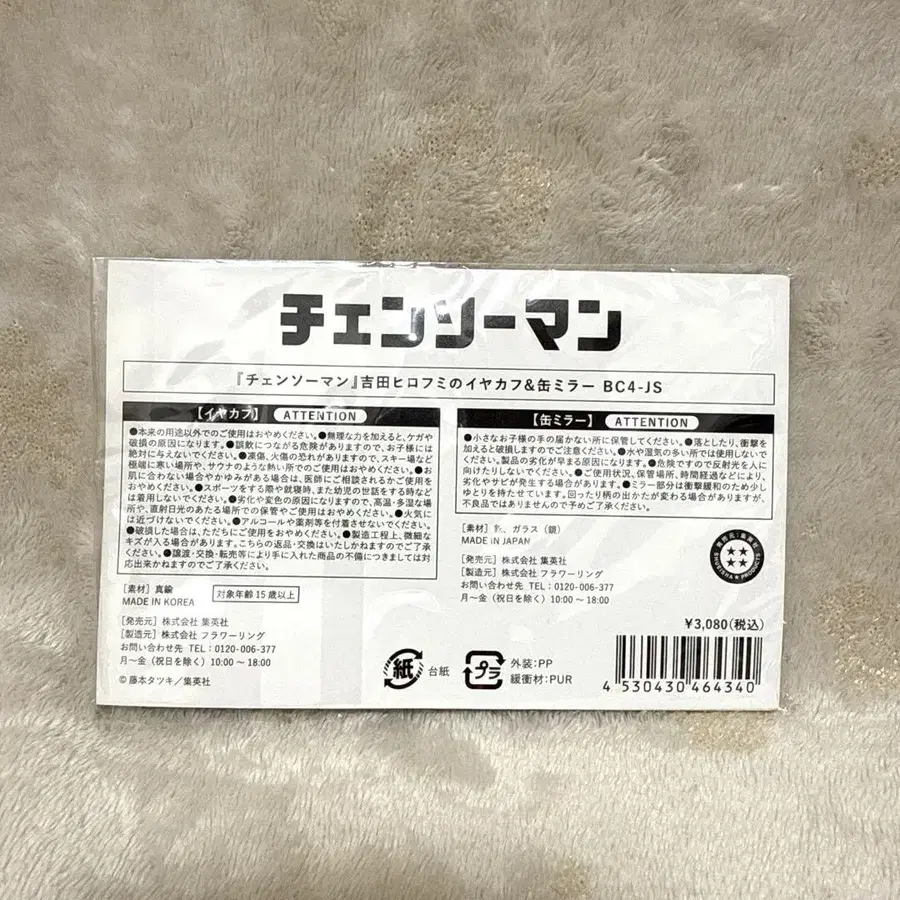 チェンソーマン
『チェンソーマン』吉田ヒロフミのイヤカフ&缶ミラー BC4-JS
【イヤカフ】 ATTENTION
●本来の用途以外でのご使用はおやめください。●無理な力を加えると、ケガや
破損の原因になります。●誤飲につながる危険がありますので、お子様には
絶対に与えないでください。●凍傷、火傷の恐れがありますので、スキー場など
極端に寒い場所や、サウナのような熱い所でのご使用はおやめください。●お
肌に合わない場合やかゆみがある場合は、医師にご相談されるかご使用を
おやめください。●スポーツをする際や就寝時、また幼児の世話をする時など
は着用しないでください。●劣化や変色の原因になりますので、高温・多湿な場
所や、直射日光のあたる場所での保管やご使用はおやめください。●火気に
は近づけないでください。●アルコールや薬剤等を付着させないでください。
●破損した場合は、ただちにご使用をおやめください。●製造工程上、微細な
キズが入る場合があります。こちらの返品・交換はいたしかねますのでご了承
ください。●譲渡・交換・転売等により手に入れた商品の不備につきましては対
応出来かねますのでご了承ください。
[素材] 真鍮
MADE IN KOREA
対象年齢15歳以上
[発売元] 株式会社 集英社
[製造元] 株式会社 フラワーリング
お問い合わせ先 TEL:0120-006-377
月〜金(祝日を除く)10:00〜18:00
©藤本タツキ/集英社
【缶ミラー】 ATTENTION
●小さなお子様の手の届かない所に保管してください。●落としたり、衝撃
を加えると破損しますのでご注意ください。●水や湿気の多い所では使用しない
でください。製品の劣化が早まる原因になります。●危険ですので反射光を人に
向けたりしないでください。●ご使用状況、保管場所、時間経過などにより、
劣化やサビが発生する場合があります。●ミラー部分は衝撃緩和のため少し
ゆとりを持たせています。回ったり柄の出かたが変わる場合がありますが、
不良品ではありませんので予めご了承ください。
[素材] ガラス(鏡)
MADE IN JAPAN
[発売元] 株式会社 集英社
[製造元] 株式会社 フラワーリング
お問い合わせ先 TEL:0120-006-377
月〜金(祝日を除く)10:00〜18:00
発売元:集英社
SHUEISHA★PRODUCTS
¥3,080(税込)
紙 台紙
プラ 外装:PP
緩衝材:PUR
4 530430 464340